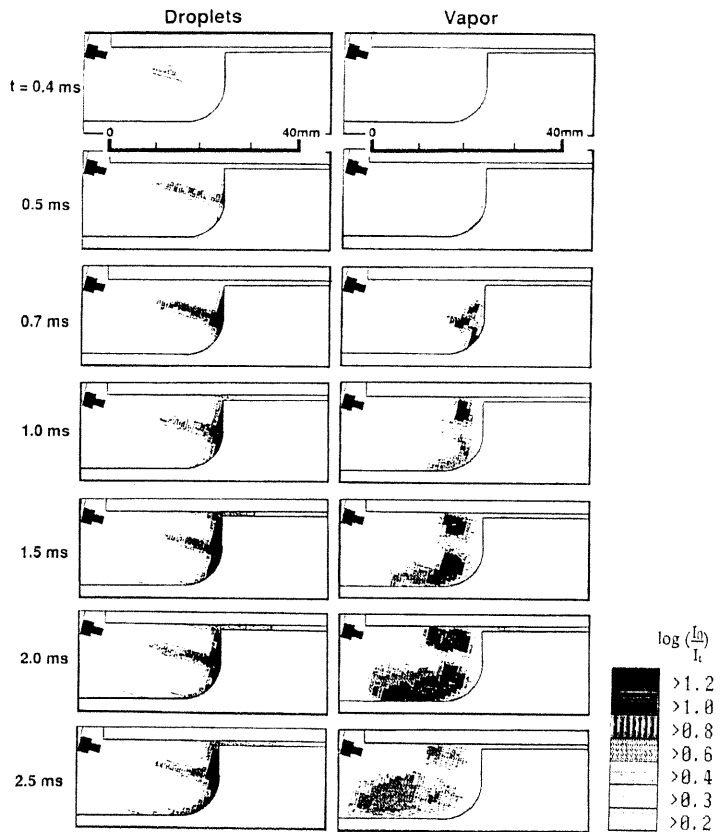 Droplets Vapor
t = 0.4 ms
0 40mm 0 40mm
0.5 ms
0.7 ms
1.0 ms
1.5 ms
2.0 ms
2.5 ms
log (I0/It)
>1.2
>1.0
>0.8
>0.6
>0.4
>0.3
>0.2